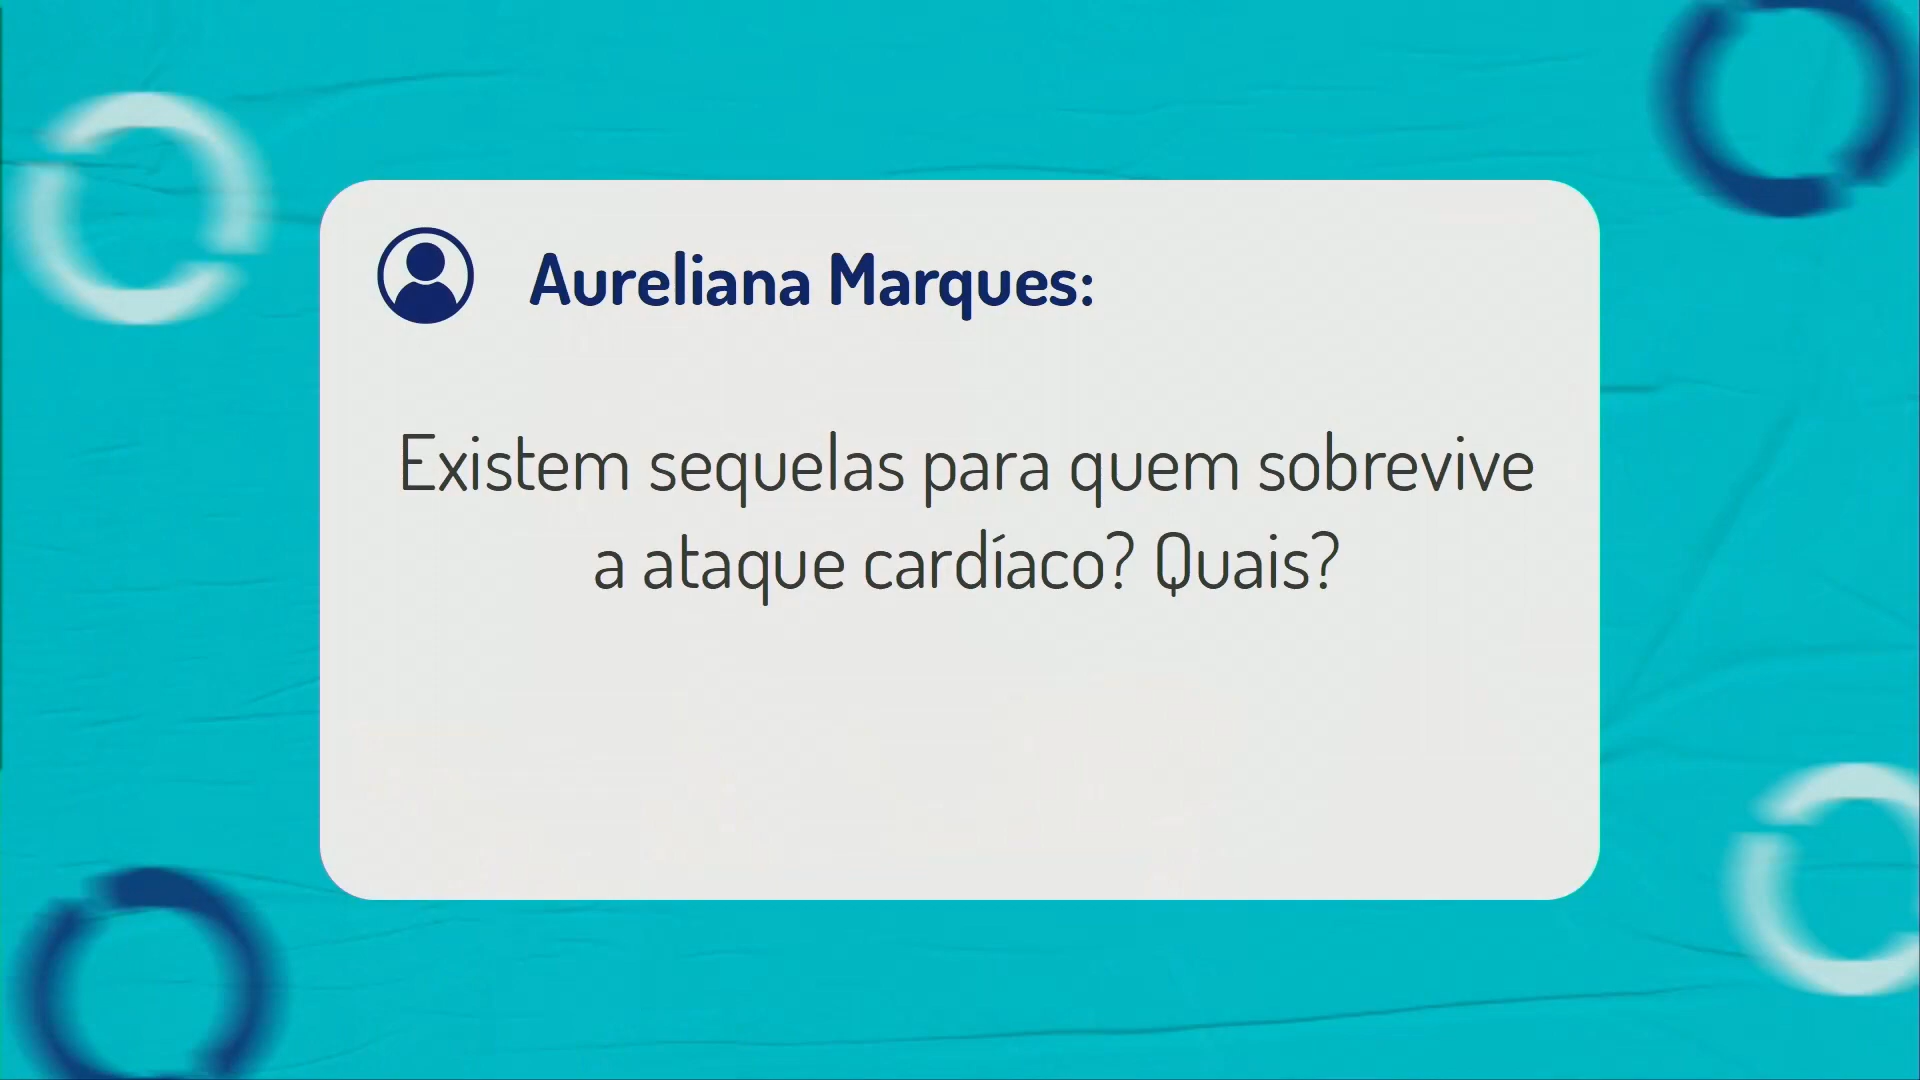 Aureliana Marques:
Existem sequelas para quem sobrevive
a ataque cardíaco? Quais?